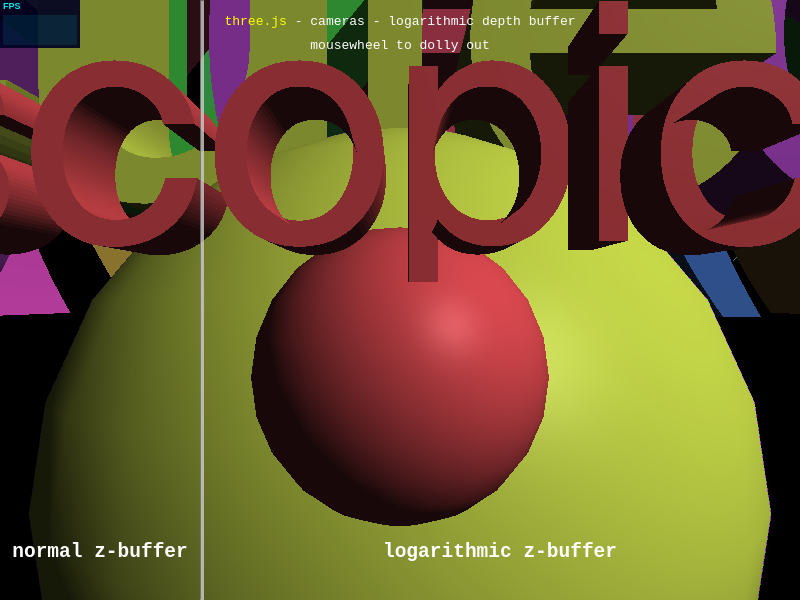 FPS
three.js - cameras - logarithmic depth buffer
mousewheel to dolly out
copic
normal z-buffer
logarithmic z-buffer